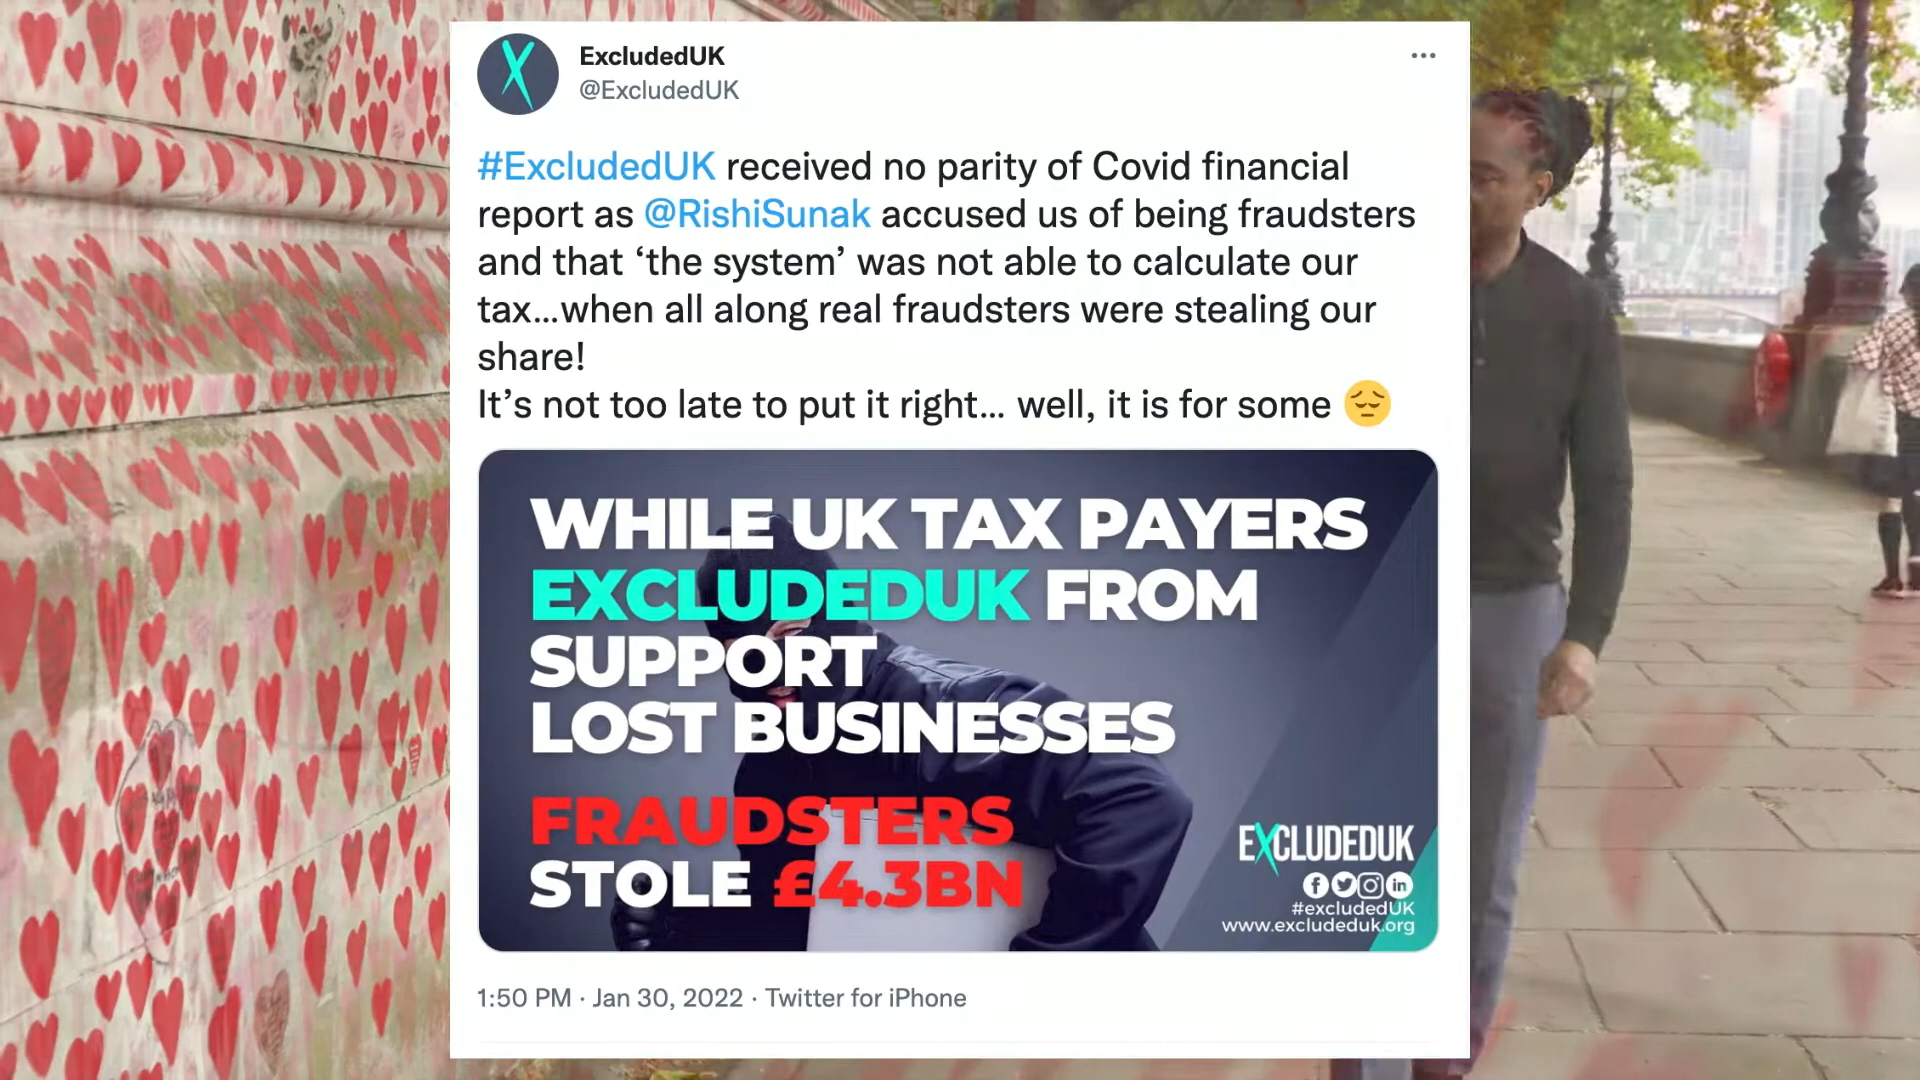 ExcludedUK
@ExcludedUK
#ExcludedUK received no parity of Covid financial
report as @RishiSunak accused us of being fraudsters
and that ‘the system’ was not able to calculate our
tax...when all along real fraudsters were stealing our
share!
It’s not too late to put it right... well, it is for some
WHILE UK TAX PAYERS
EXCLUDEDUK FROM
SUPPORT
LOST BUSINESSES
FRAUDSTERS
STOLE £4.3BN
EXCLUDEDUK
#excludedUK
www.excludeduk.org
1:50 PM · Jan 30, 2022 · Twitter for iPhone